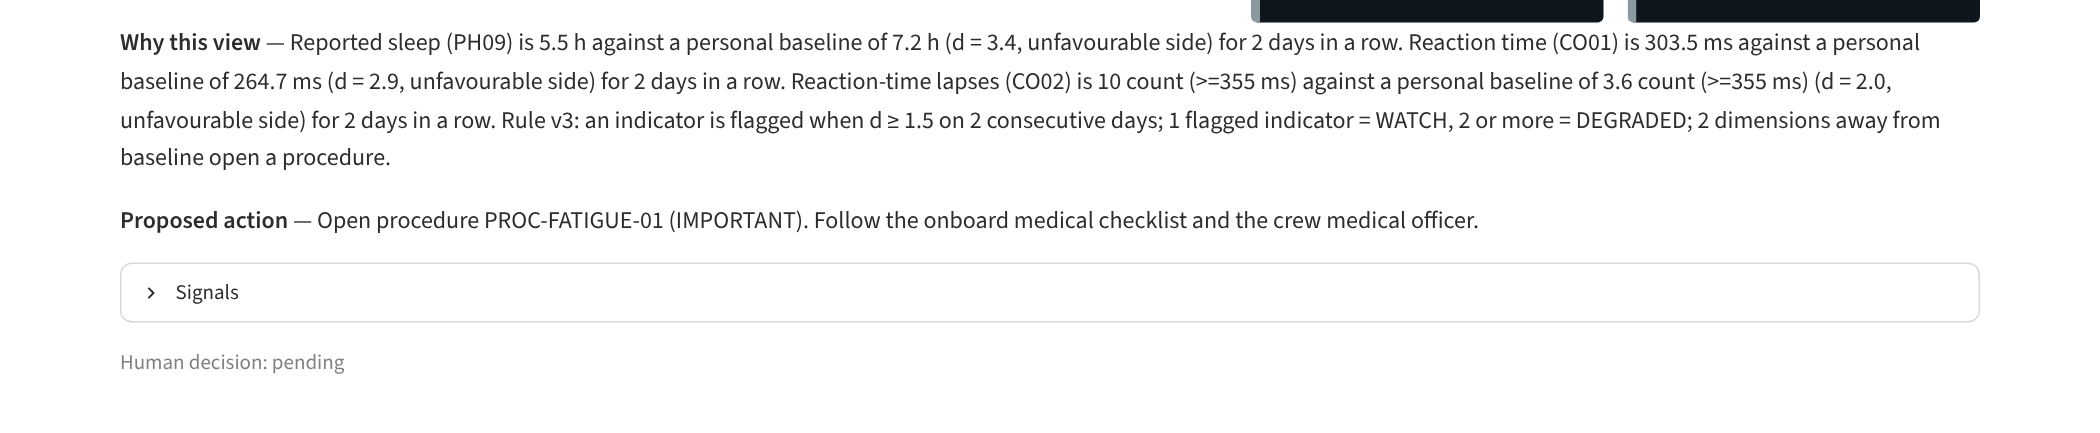 Why this view — Reported sleep (PH09) is 5.5 h against a personal baseline of 7.2 h (d = 3.4, unfavourable side) for 2 days in a row. Reaction time (CO01) is 303.5 ms against a personal
baseline of 264.7 ms (d = 2.9, unfavourable side) for 2 days in a row. Reaction-time lapses (CO02) is 10 count (>=355 ms) against a personal baseline of 3.6 count (>=355 ms) (d = 2.0,
unfavourable side) for 2 days in a row. Rule v3: an indicator is flagged when d ≥ 1.5 on 2 consecutive days; 1 flagged indicator = WATCH, 2 or more = DEGRADED; 2 dimensions away from
baseline open a procedure.
Proposed action — Open procedure PROC-FATIGUE-01 (IMPORTANT). Follow the onboard medical checklist and the crew medical officer.
Signals
Human decision: pending